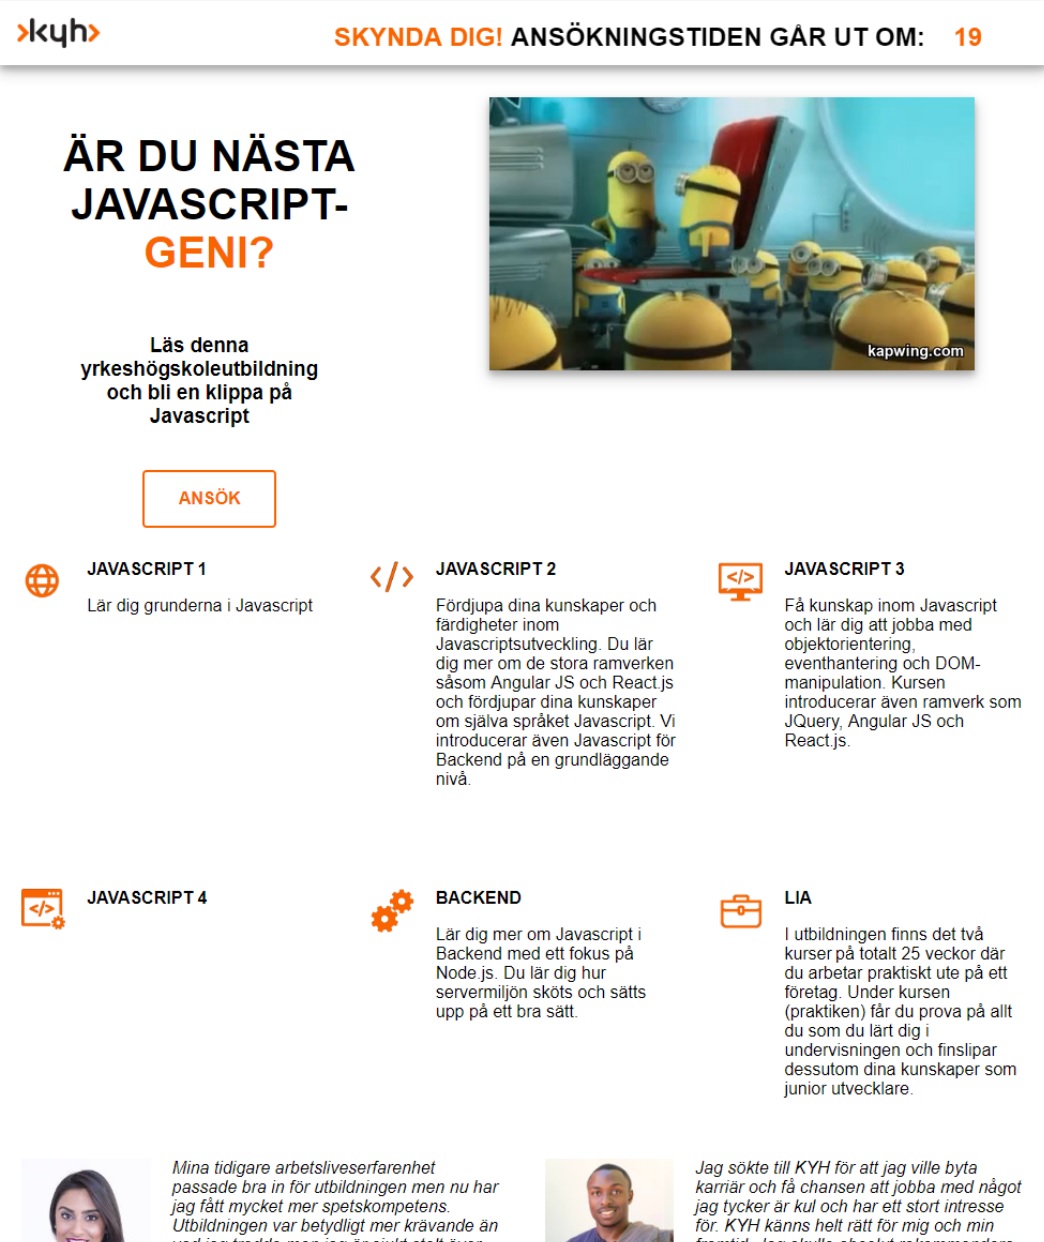 kyh
SKYNDA DIG! ANSÖKNINGSTIDEN GÅR UT OM: 19
ÄR DU NÄSTA
JAVASCRIPT-
GENI?
kapwing.com
Läs denna
yrkeshögskoleutbildning
och bli en klippa på
Javascript
ANSÖK
JAVASCRIPT 1
Lär dig grunderna i Javascript
JAVASCRIPT 2
Fördjupa dina kunskaper och
färdigheter inom
Javascriptsutveckling. Du lär
dig mer om de stora ramverken
såsom Angular JS och React.js
och fördjupar dina kunskaper
om själva språket Javascript. Vi
introducerar även Javascript för
Backend på en grundläggande
nivå.
JAVASCRIPT 3
Få kunskap inom Javascript
och lär dig att jobba med
objektorientering,
eventhantering och DOM-
manipulation. Kursen
introducerar även ramverk som
JQuery, Angular JS och
React.js.
JAVASCRIPT 4
BACKEND
Lär dig mer om Javascript i
Backend med ett fokus på
Node.js. Du lär dig hur
servermiljön sköts och sätts
upp på ett bra sätt.
LIA
I utbildningen finns det två
kurser på totalt 25 veckor där
du arbetar praktiskt ute på ett
företag. Under kursen
(praktiken) får du prova på allt
du som du lärt dig i
undervisningen och finslipar
dessutom dina kunskaper som
junior utvecklare.
Mina tidigare arbetsliveserfarenhet
passade bra in för utbildningen men nu har
jag fått mycket mer spetskompetens.
Utbildningen var betydligt mer krävande än
Jag sökte till KYH för att jag ville byta
karriär och få chansen att jobba med något
jag tycker är kul och har ett stort intresse
för. KYH känns helt rätt för mig och min